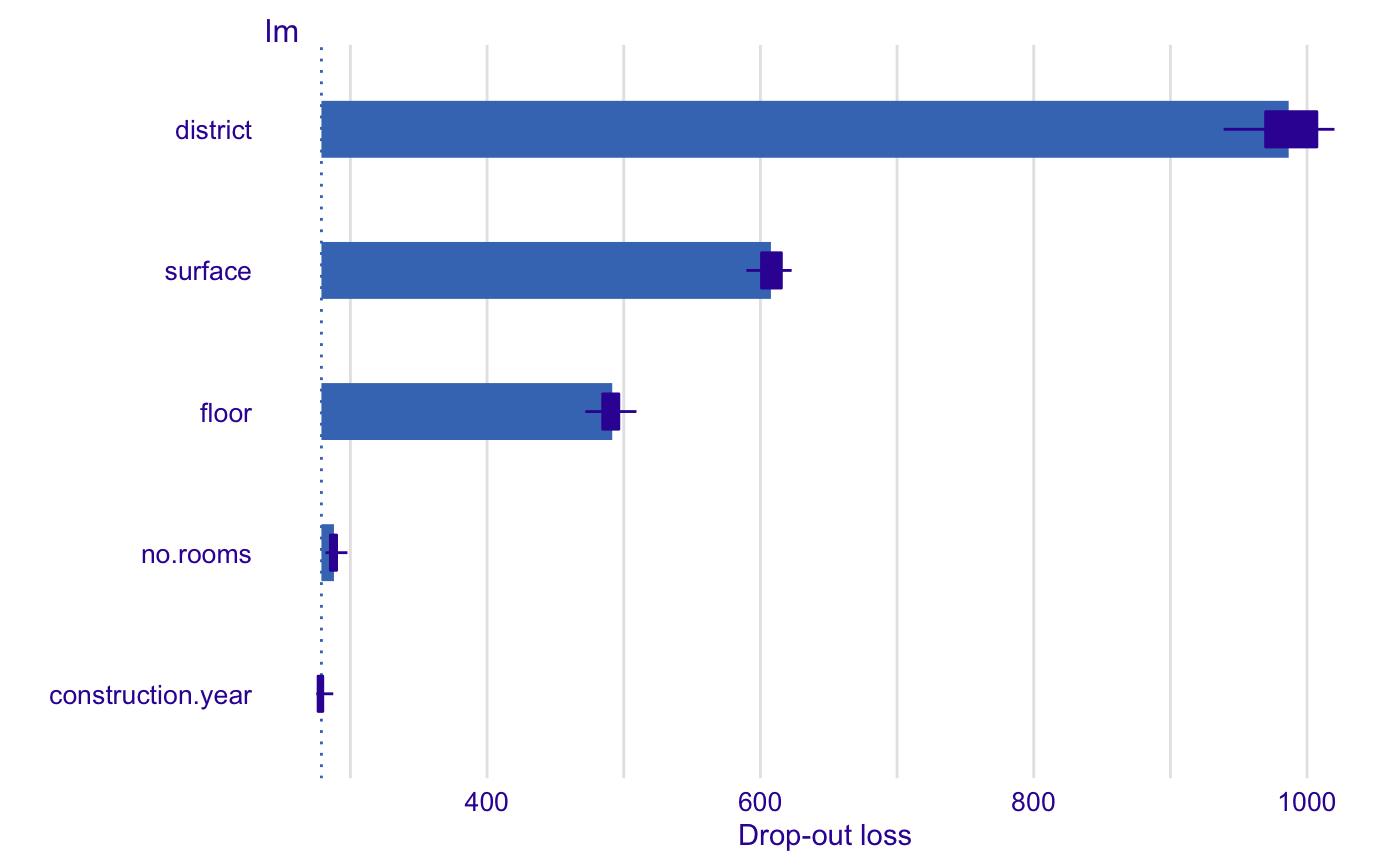 lm
district
surface
floor
no.rooms
construction.year
400 600 800 1000
Drop-out loss